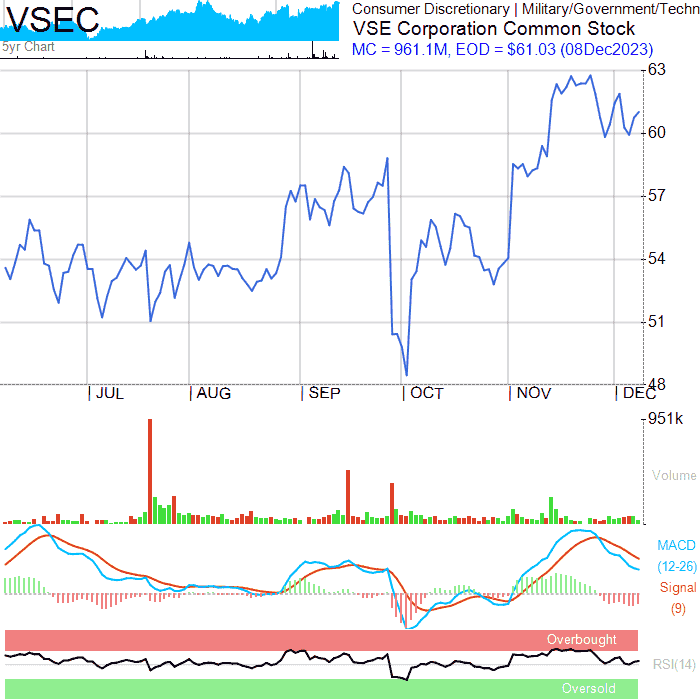 VSEC
5yr Chart
Consumer Discretionary | Military/Government/Techn
VSE Corporation Common Stock
MC = 961.1M, EOD = $61.03 (08Dec2023)
63
60
57
54
51
48
JUL AUG SEP OCT NOV DEC
951k
Volume
MACD
(12-26)
Signal
(9)
Overbought
RSI(14)
Oversold